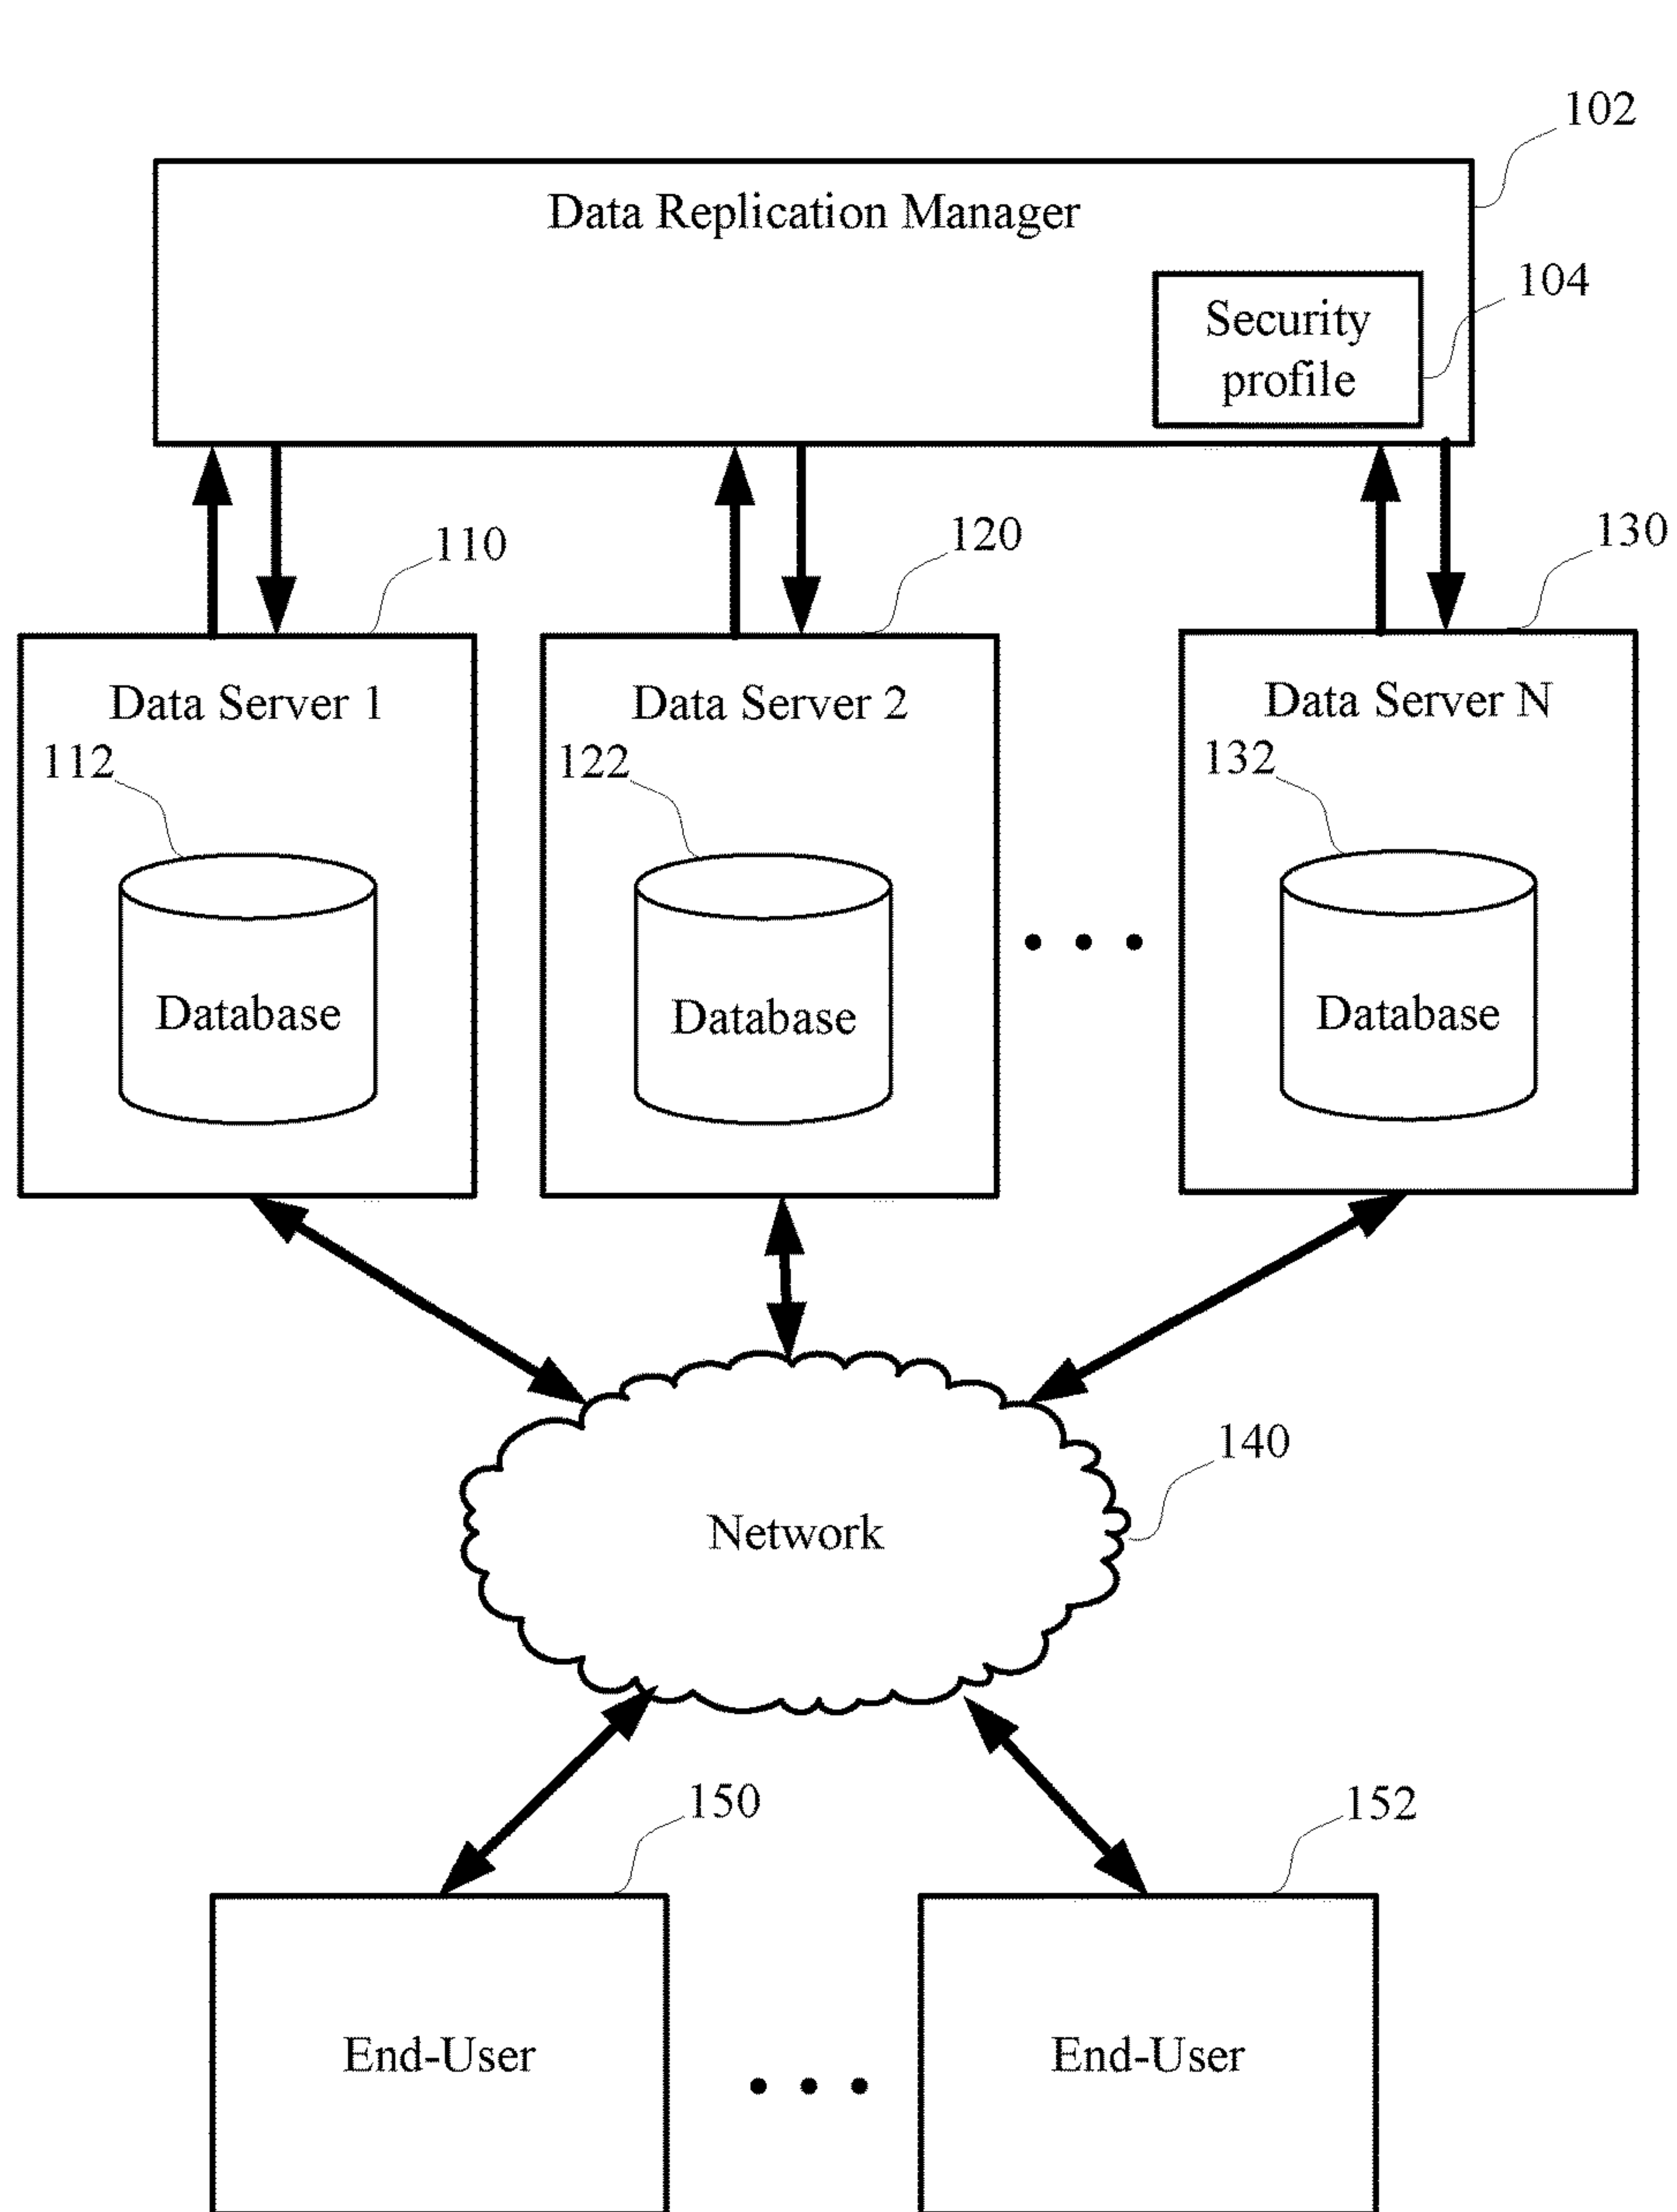 102
Data Replication Manager
104
Security
profile
110
120
130
Data Server 1
Data Server 2
Data Server N
112
122
132
Database
Database
Database
140
Network
150
152
End-User
End-User